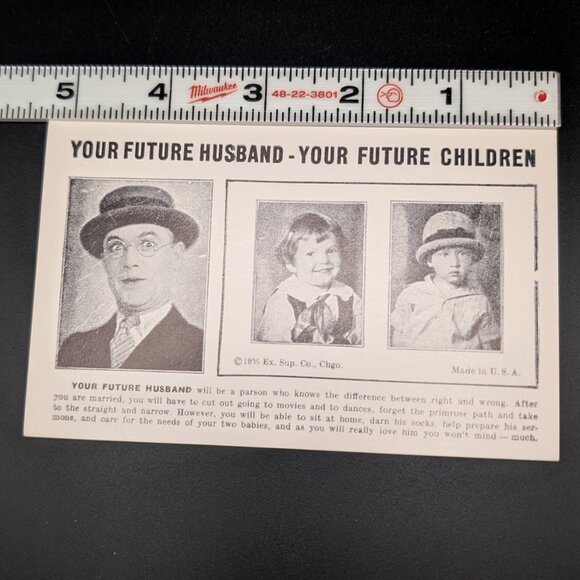 5 4 Milwaukee 3 48-22-3801 2 1
YOUR FUTURE HUSBAND - YOUR FUTURE CHILDREN
© Ex. Sup. Co., Chgo.
Made in U. S. A.
YOUR FUTURE HUSBAND will be a parson who knows the difference between right and wrong. After
you are married, you will have to cut out going to movies and to dances, forget the primrose path and take
to the straight and narrow. However, you will be able to sit at home, darn his socks, help prepare his ser-
mons, and care for the needs of your two babies, and as you will really love him you won't mind — much.